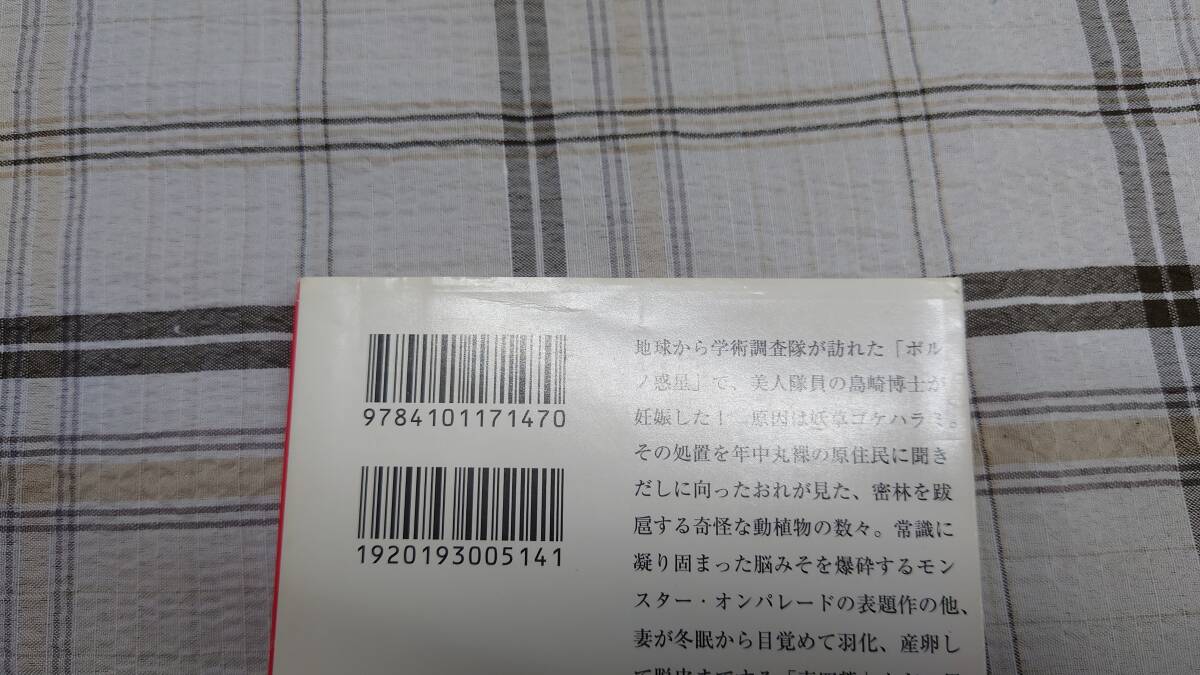 9784101171470
1920193005141
地球から学術調査隊が訪れた「ポル
ノ惑星」で、美人隊員の島崎博士が
妊娠した！ 原因は妖草ゴケハラミ。
その処置を年中丸裸の原住民に聞き
だしに向ったおれが見た、密林を跋
扈する奇怪な動植物の数々。常識に
凝り固まった脳みそを爆砕するモン
スター・オンパレードの表題作の他、
妻が冬眠から目覚めて羽化、産卵し
て脱皮までする「